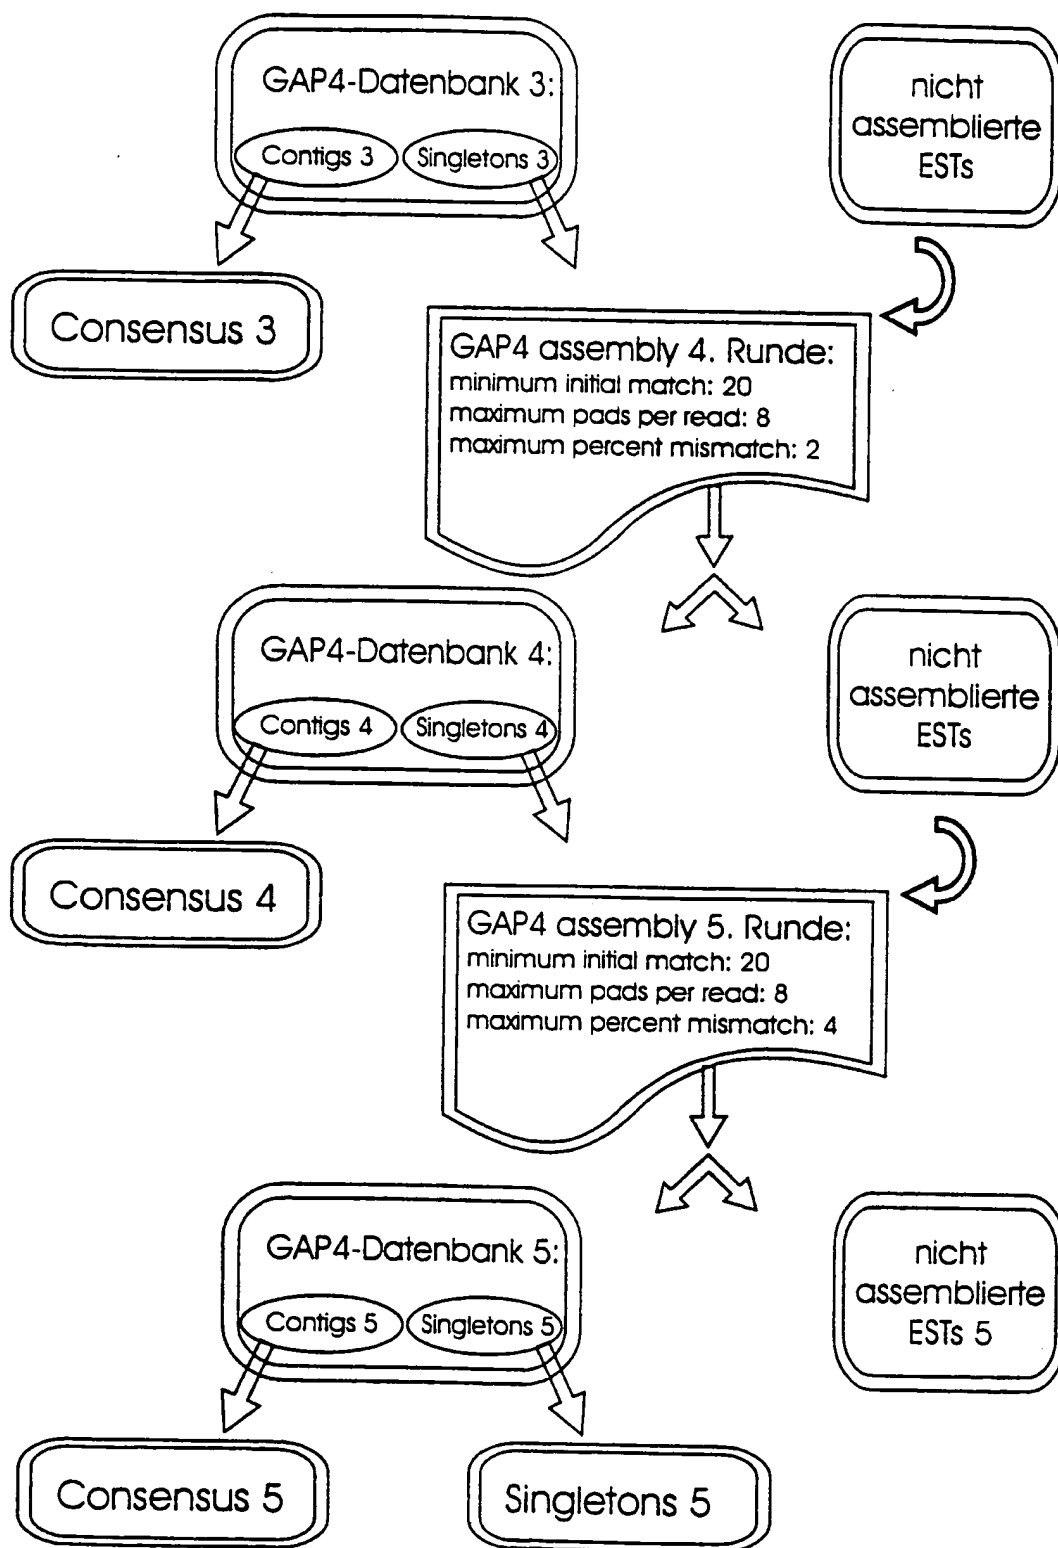 GAP4-Datenbank 3:
Contigs 3
Singletons 3
nicht
assemblierte
ESTs
Consensus 3
GAP4 assembly 4. Runde:
minimum initial match: 20
maximum pads per read: 8
maximum percent mismatch: 2
GAP4-Datenbank 4:
Contigs 4
Singletons 4
nicht
assemblierte
ESTs
Consensus 4
GAP4 assembly 5. Runde:
minimum initial match: 20
maximum pads per read: 8
maximum percent mismatch: 4
GAP4-Datenbank 5:
Contigs 5
Singletons 5
nicht
assemblierte
ESTs 5
Consensus 5
Singletons 5